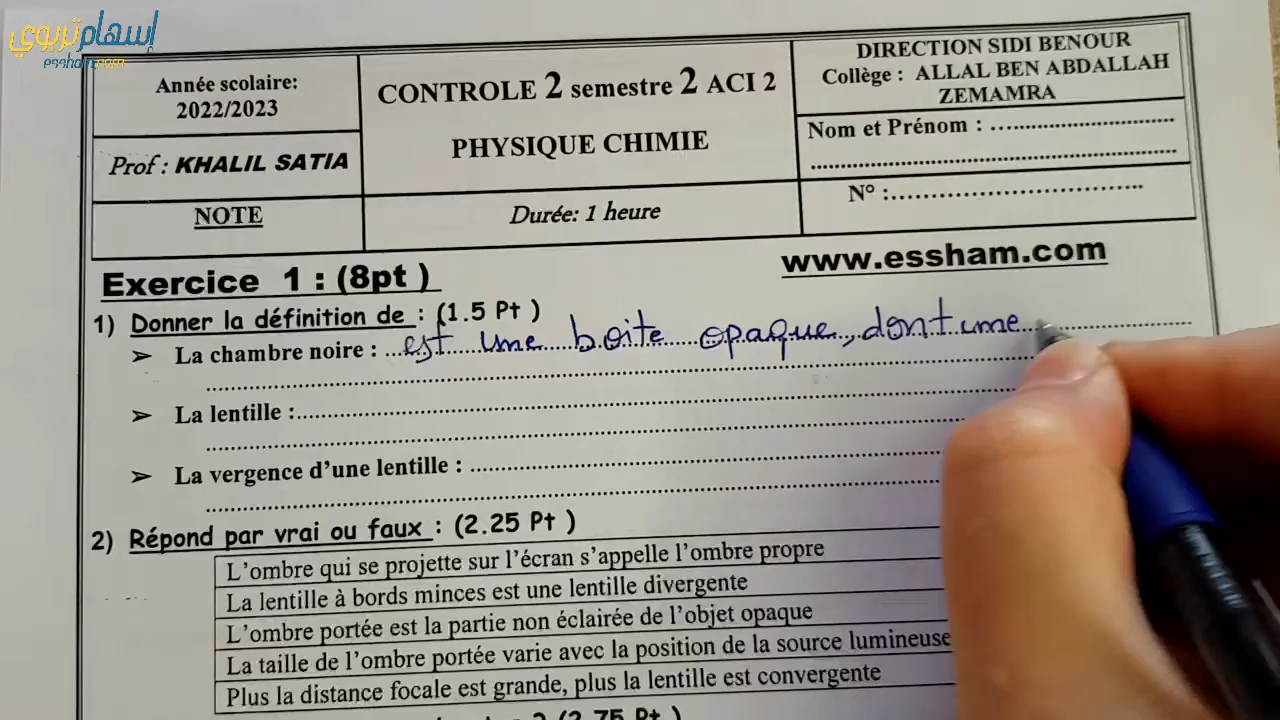 إسهام تربوي
essham.com
Année scolaire:
2022/2023
Prof : KHALIL SATIA
NOTE
CONTROLE 2 semestre 2 ACI 2
PHYSIQUE CHIMIE
Durée: 1 heure
DIRECTION SIDI BENOUR
Collège : ALLAL BEN ABDALLAH
ZEMAMRA
Nom et Prénom : ........................................
........................................
N° :........................................
Exercice 1 : (8pt )
www.essham.com
1) Donner la définition de : (1.5 Pt )
➢ La chambre noire : est une boite opaque, dont une
➢ La lentille :........................................
➢ La vergence d'une lentille : ........................................
2) Répond par vrai ou faux : (2.25 Pt )
L'ombre qui se projette sur l'écran s'appelle l'ombre propre
La lentille à bords minces est une lentille divergente
L'ombre portée est la partie non éclairée de l'objet opaque
La taille de l'ombre portée varie avec la position de la source lumineuse
Plus la distance focale est grande, plus la lentille est convergente
2 (2.75 Pt )